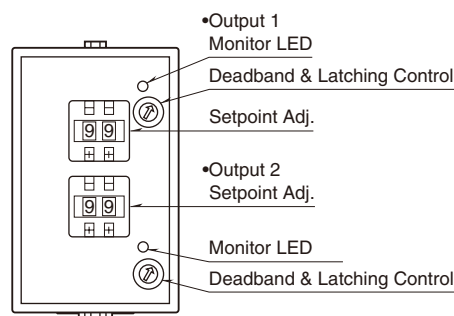 •Output 1
Monitor LED
Deadband & Latching Control
Setpoint Adj.
9 9
•Output 2
Setpoint Adj.
9 9
Monitor LED
Deadband & Latching Control